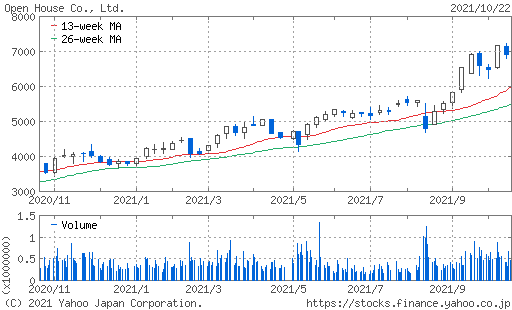 Open House Co., Ltd. 2021/10/22
8000
13-week MA
26-week MA
7000
6000
5000
4000
3000
2020/11 2021/1 2021/3 2021/5 2021/7 2021/9
1.5
Volume
1
0.5
0
(x1000000)
2020/11 2021/1 2021/3 2021/5 2021/7 2021/9
(C) 2021 Yahoo Japan Corporation. https://stocks.finance.yahoo.co.jp